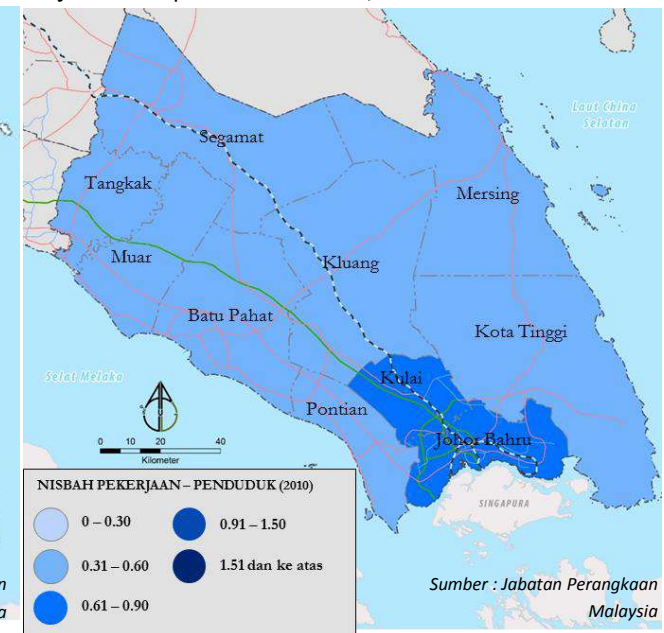 Laut China
Selatan
Segamat
Tangkak
Mersing
Muar
Kluang
Batu Pahat
Kota Tinggi
Selat Melaka
Kulai
Pontian
Johor Bahru
0 10 20 40
Kilometer
SINGAPURA
NISBAH PEKERJAAN – PENDUDUK (2010)
0 – 0.30
0.31 – 0.60
0.61 – 0.90
0.91 – 1.50
1.51 dan ke atas
Sumber : Jabatan Perangkaan
Malaysia